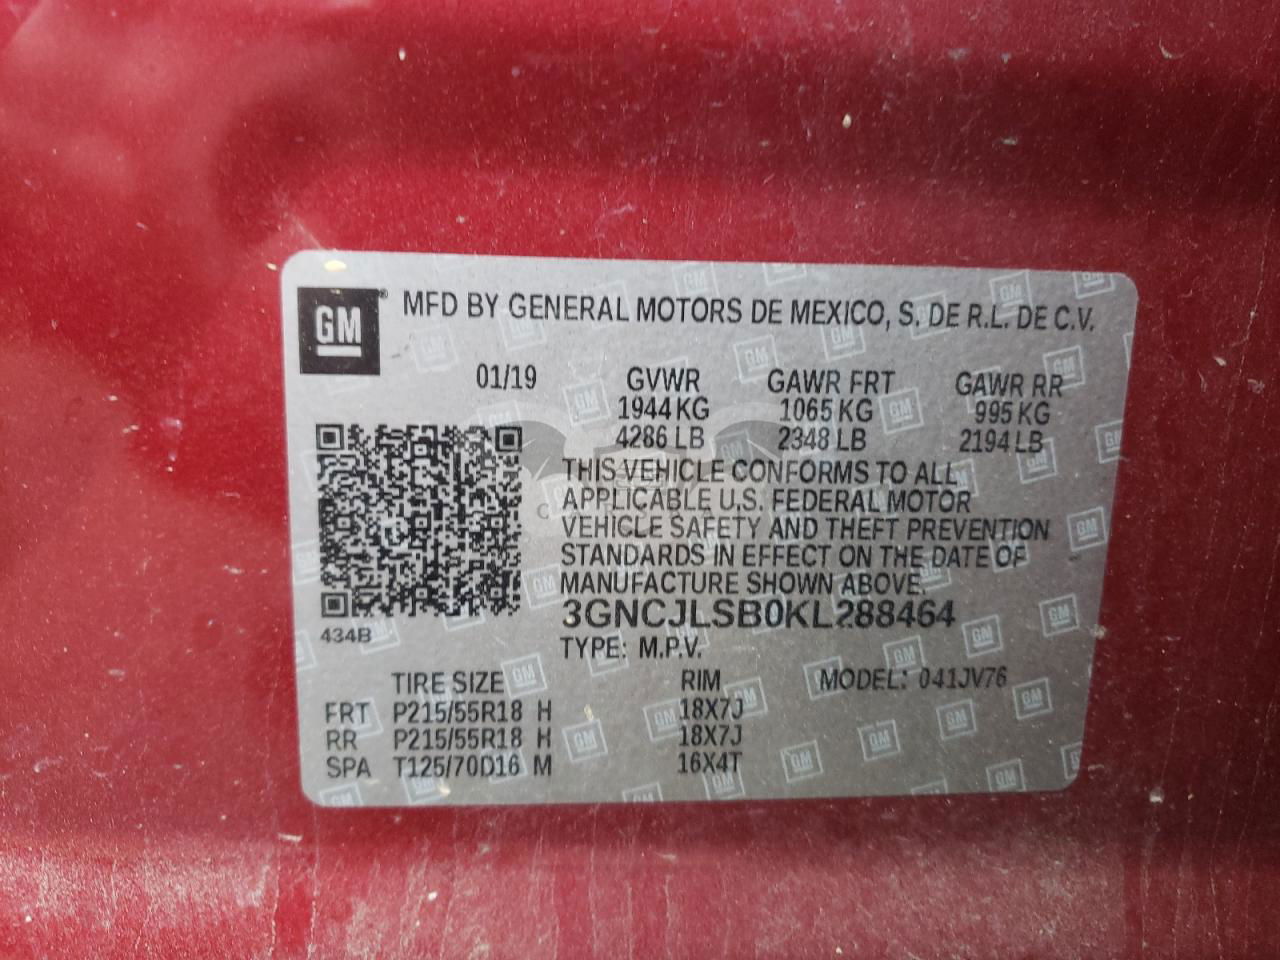 GM
MFD BY GENERAL MOTORS DE MEXICO, S. DE R.L. DE C.V.
01/19 GVWR GAWR FRT GAWR RR
1944 KG 1065 KG 995 KG
4286 LB 2348 LB 2194 LB
THIS VEHICLE CONFORMS TO ALL
APPLICABLE U.S. FEDERAL MOTOR
VEHICLE SAFETY AND THEFT PREVENTION
STANDARDS IN EFFECT ON THE DATE OF
MANUFACTURE SHOWN ABOVE.
3GNCJLSB0KL288464
434B
TYPE: M.P.V.
TIRE SIZE RIM MODEL: 041JV76
FRT P215/55R18 H 18X7J
RR P215/55R18 H 18X7J
SPA T125/70D16 M 16X4T